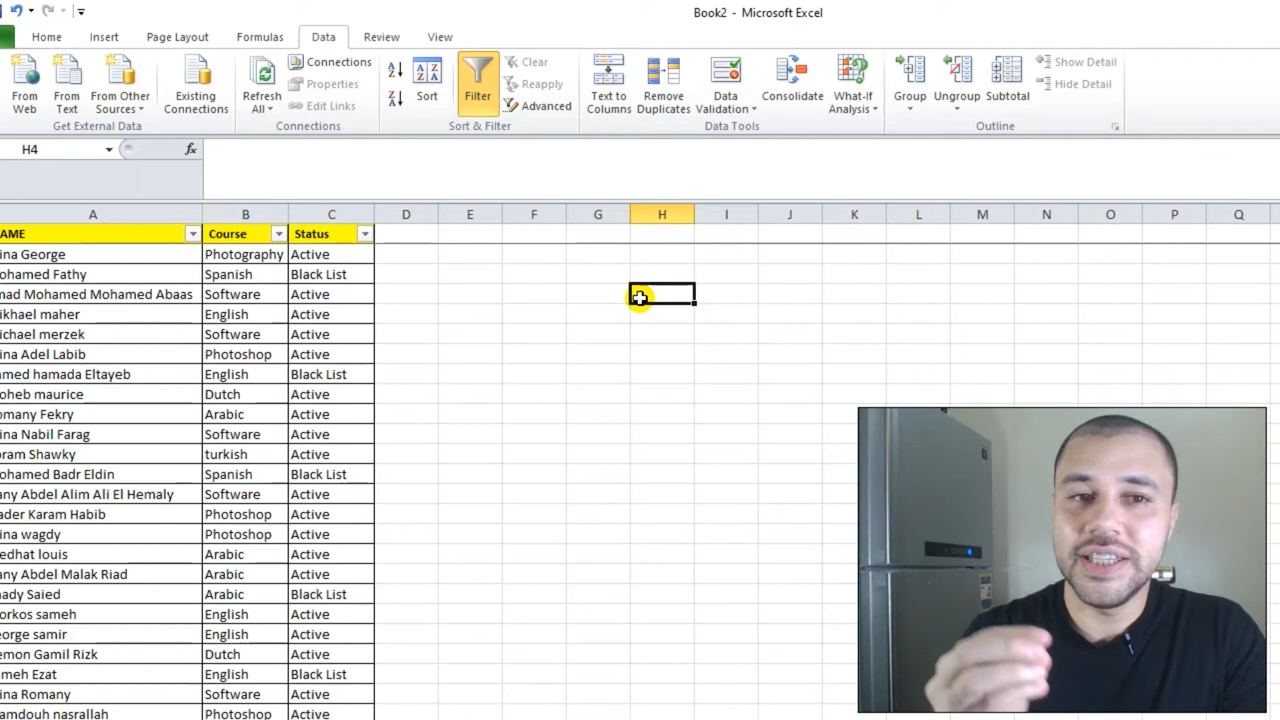 Book2 - Microsoft Excel
Home Insert Page Layout Formulas Data Review View
From Web
From Text
From Other Sources
Existing Connections
Get External Data
Refresh All
Connections
Properties
Edit Links
Connections
Sort
Filter
Clear
Reapply
Advanced
Sort & Filter
Text to Columns
Remove Duplicates
Data Validation
Consolidate
What-If Analysis
Data Tools
Group
Ungroup
Subtotal
Show Detail
Hide Detail
Outline
H4 fx
A B C D E F G H I J K L M N O P Q
AME Course Status
ina George Photography Active
ohamed Fathy Spanish Black List
mad Mohamed Mohamed Abaas Software Active
ikhael maher English Active
ichael merzek Software Active
ina Adel Labib Photoshop Active
hmed hamada Eltayeb English Black List
oheb maurice Dutch Active
omany Fekry Arabic Active
ina Nabil Farag Software Active
bram Shawky turkish Active
ohamed Badr Eldin Spanish Black List
any Abdel Alim Ali El Hemaly Software Active
ader Karam Habib Photoshop Active
ina wagdy Photoshop Active
edhat louis Arabic Active
any Abdel Malak Riad Arabic Active
hady Saied Arabic Black List
orkos sameh English Active
eorge samir English Active
emon Gamil Rizk Dutch Active
meh Ezat English Black List
ina Romany Software Active
amdouh nasrallah Photoshop Active